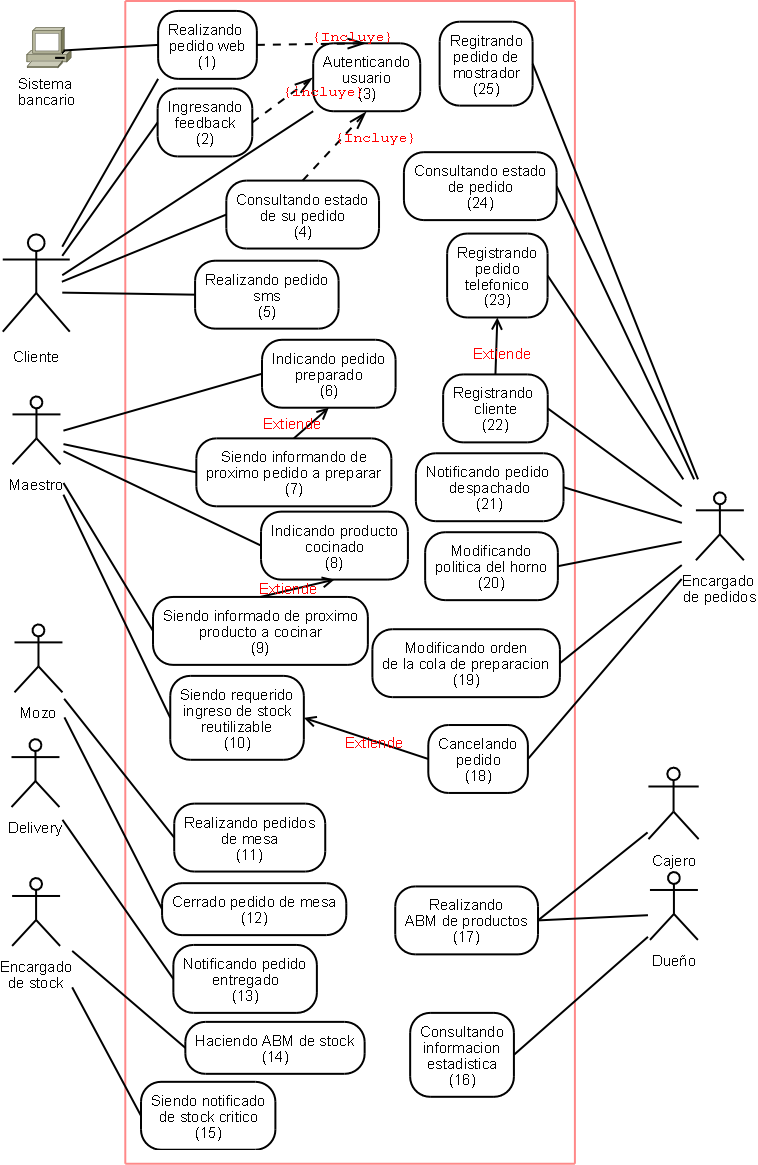 Realizando
pedido web
(1)
{Incluye}
Sistema
bancario
Autenticando
usuario
(3)
Regitrando
pedido de
mostrador
(25)
Ingresando
feedback
(2)
{Incluye}
{Incluye}
Consultando estado
de pedido
(24)
Consultando estado
de su pedido
(4)
Cliente
Realizando pedido
sms
(5)
Registrando
pedido
telefonico
(23)
Extiende
Indicando pedido
preparado
(6)
Extiende
Maestro
Siendo informando de
proximo pedido a preparar
(7)
Registrando
cliente
(22)
Notificando pedido
despachado
(21)
Indicando producto
cocinado
(8)
Extiende
Modificando
politica del horno
(20)
Encargado
de pedidos
Siendo informado de proximo
producto a cocinar
(9)
Modificando orden
de la cola de preparacion
(19)
Mozo
Siendo requerido
ingreso de stock
reutilizable
(10)
Extiende
Cancelando
pedido
(18)
Delivery
Realizando pedidos
de mesa
(11)
Cajero
Cerrado pedido de mesa
(12)
Realizando
ABM de productos
(17)
Dueño
Encargado
de stock
Notificando pedido
entregado
(13)
Haciendo ABM de stock
(14)
Consultando
informacion
estadistica
(16)
Siendo notificado
de stock critico
(15)